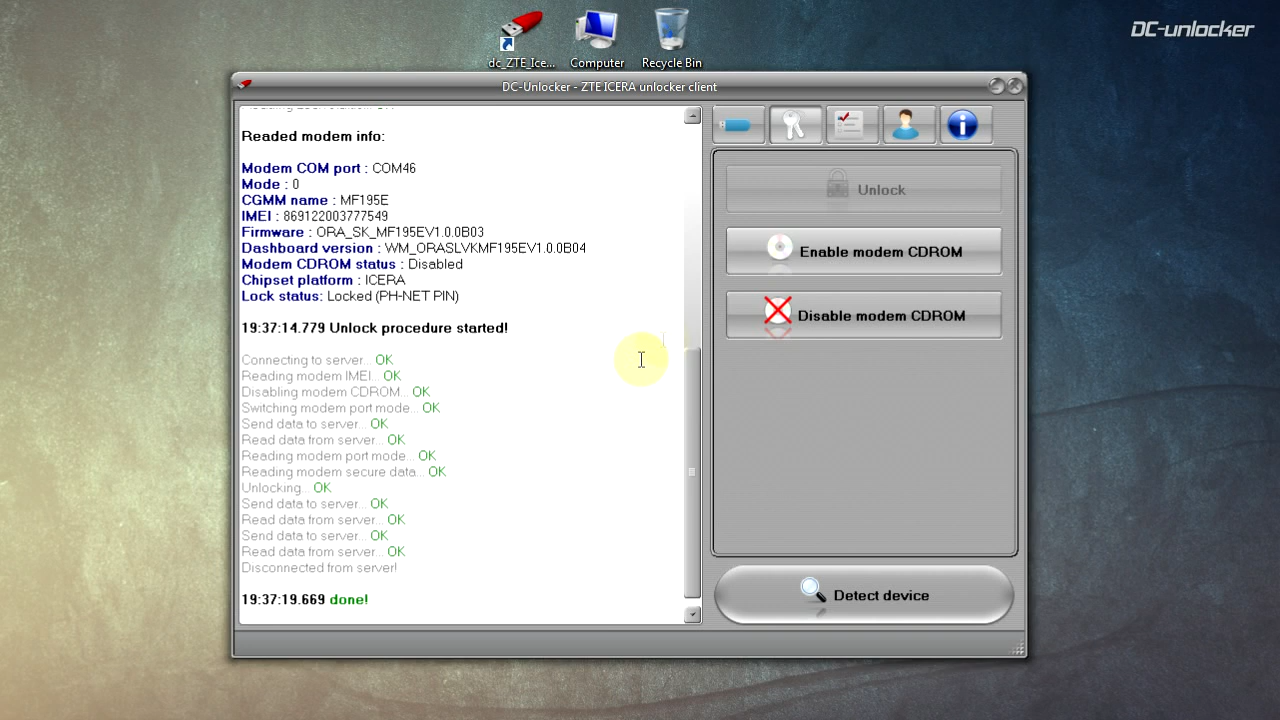 DC-unlocker
dc_ZTE_Ice...
Computer
Recycle Bin
DC-Unlocker - ZTE ICERA unlocker client
Readed modem info:
Modem COM port : COM46
Mode : 0
CGMM name : MF195E
IMEI : 869122003777549
Firmware : ORA_SK_MF195EV1.0.0B03
Dashboard version : WM_ORASLVKMF195EV1.0.0B04
Modem CDROM status : Disabled
Chipset platform : ICERA
Lock status: Locked (PH-NET PIN)
19:37:14.779 Unlock procedure started!
Connecting to server... OK
Reading modem IMEI... OK
Disabling modem CDROM... OK
Switching modem port mode... OK
Send data to server... OK
Read data from server... OK
Reading modem port mode... OK
Reading modem secure data... OK
Unlocking... OK
Send data to server... OK
Read data from server... OK
Send data to server... OK
Read data from server... OK
Disconnected from server!
19:37:19.669 done!
Unlock
Enable modem CDROM
Disable modem CDROM
Detect device